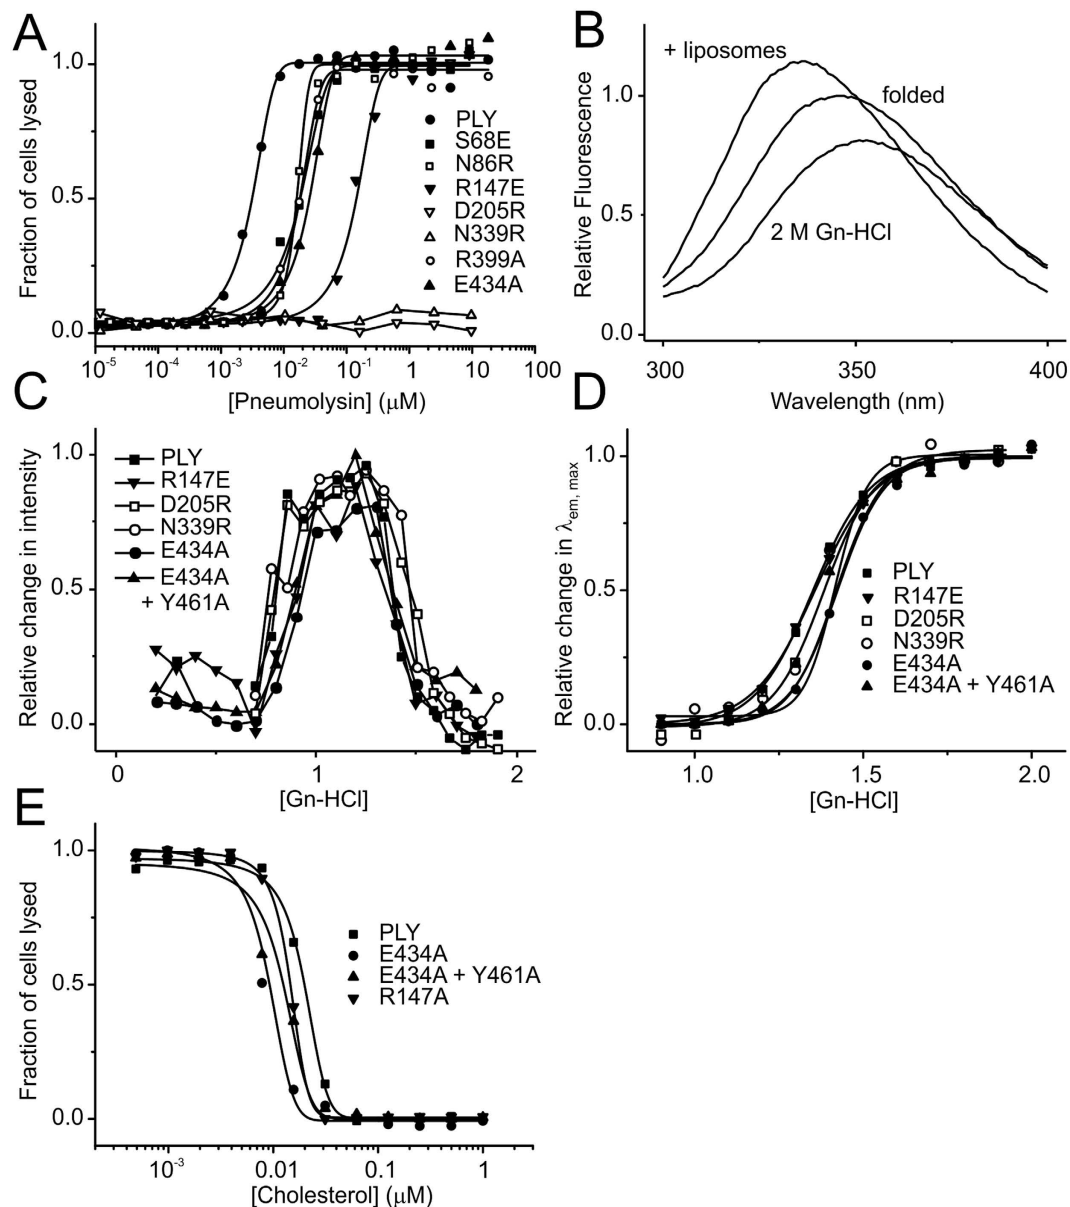 A
Fraction of cells lysed
1.0
0.5
0.0
PLY
S68E
N86R
R147E
D205R
N339R
R399A
E434A
10⁻⁵ 10⁻⁴ 10⁻³ 10⁻² 10⁻¹ 1 10 100
[Pneumolysin] (μM)
B
Relative Fluorescence
1.0
0.5
0.0
+ liposomes
folded
2 M Gn-HCl
300 350 400
Wavelength (nm)
C
Relative change in intensity
1.0
0.5
0.0
PLY
R147E
D205R
N339R
E434A
E434A
+ Y461A
0 1 2
[Gn-HCl]
D
Relative change in λem, max
1.0
0.5
0.0
PLY
R147E
D205R
N339R
E434A
E434A + Y461A
1.0 1.5 2.0
[Gn-HCl]
E
Fraction of cells lysed
1.0
0.5
0.0
PLY
E434A
E434A + Y461A
R147A
10⁻³ 0.01 0.1 1
[Cholesterol] (μM)